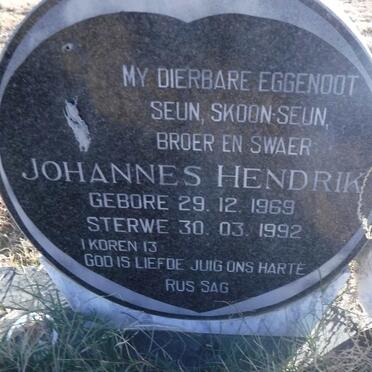 MY DIERBARE EGGENOOT
SEUN, SKOON-SEUN,
BROER EN SWAER
JOHANNES HENDRIK
GEBORE 29. 12. 1969
STERWE 30. 03. 1992
I KOREN 13
GOD IS LIEFDE JUIG ONS HARTE
RUS SAG